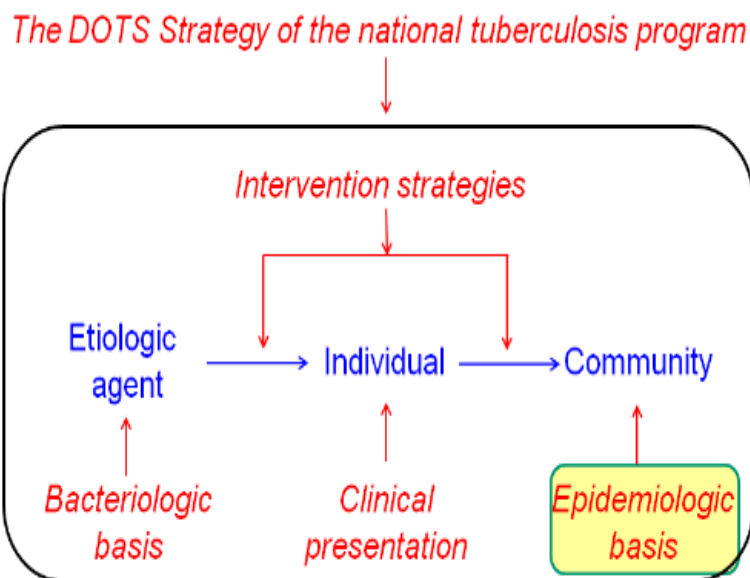 The DOTS Strategy of the national tuberculosis program
Intervention strategies
Etiologic
agent
Individual
Community
Bacteriologic
basis
Clinical
presentation
Epidemiologic
basis